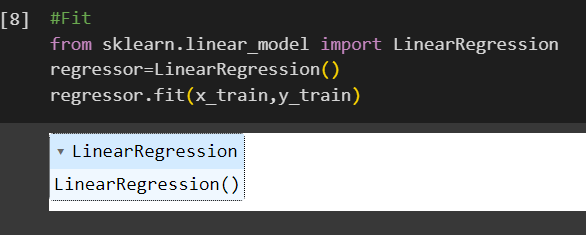 [8] #Fit
from sklearn.linear_model import LinearRegression
regressor=LinearRegression()
regressor.fit(x_train,y_train)
▾ LinearRegression
LinearRegression()